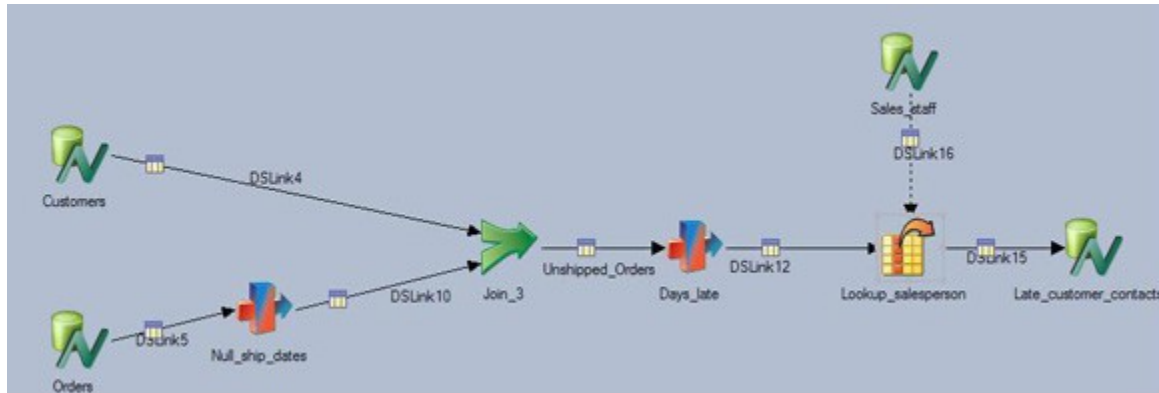 Sales_staff
DSLink16
Customers
DSLink4
Unshipped_Orders
DSLink12
DSLink15
DSLink10
Join_3
Days_late
Lookup_salesperson
Late_customer_contacts
DSLink5
Null_ship_dates
Orders